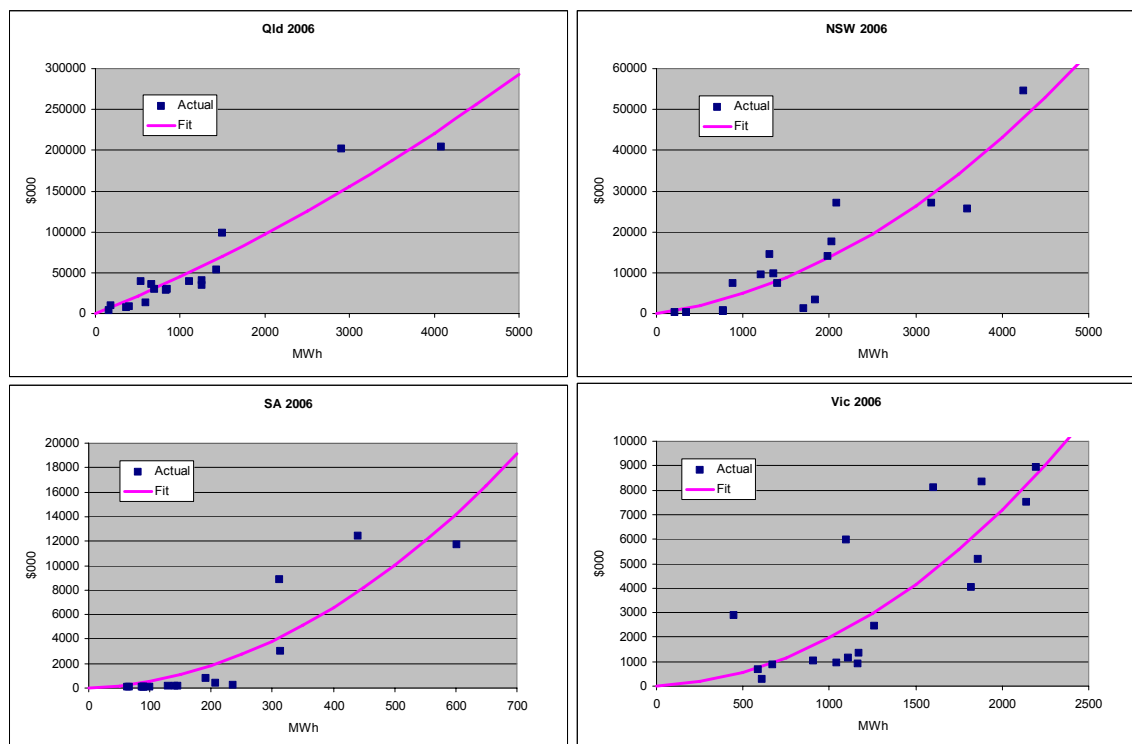 Qld 2006
300000
250000
200000
150000
100000
50000
0
$000
Actual
Fit
0 1000 2000 3000 4000 5000
MWh
NSW 2006
60000
50000
40000
30000
20000
10000
0
$000
Actual
Fit
0 1000 2000 3000 4000 5000
MWh
SA 2006
20000
18000
16000
14000
12000
10000
8000
6000
4000
2000
0
$000
Actual
Fit
0 100 200 300 400 500 600 700
MWh
Vic 2006
10000
9000
8000
7000
6000
5000
4000
3000
2000
1000
0
$000
Actual
Fit
0 500 1000 1500 2000 2500
MWh